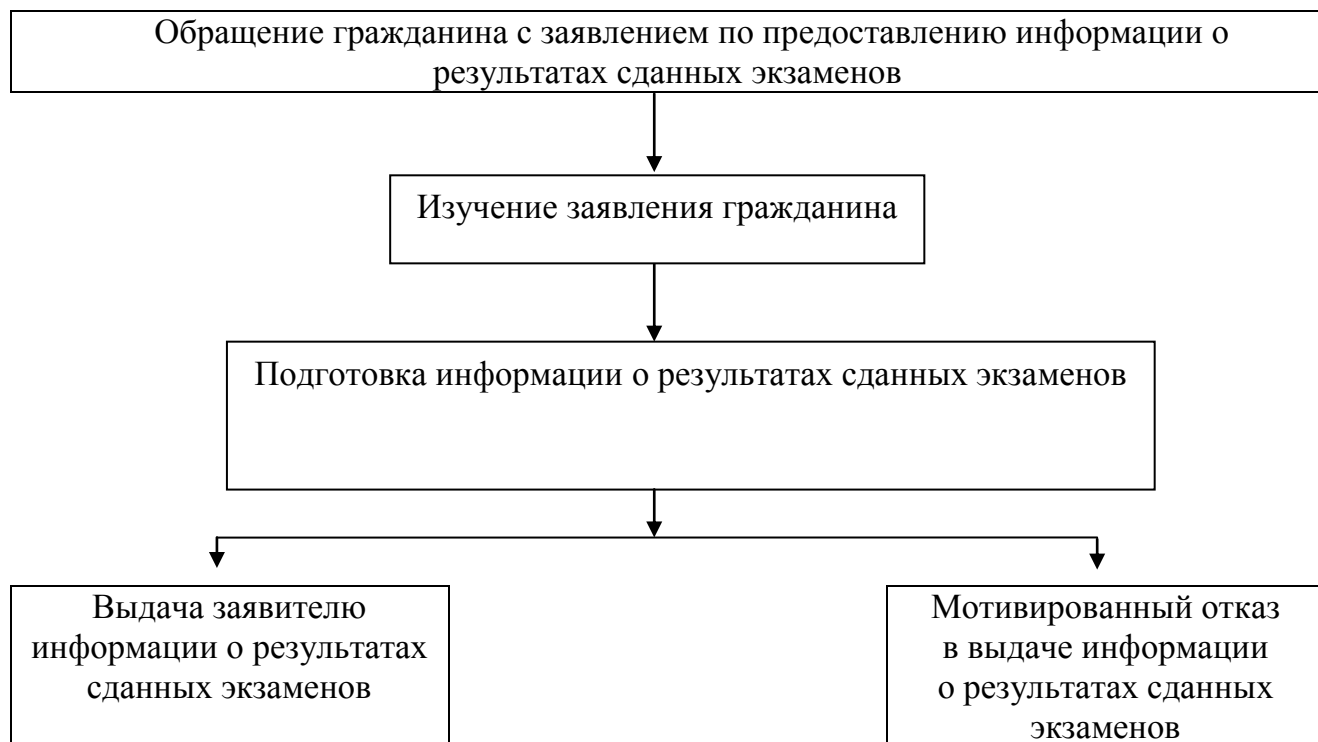 Обращение гражданина с заявлением по предоставлению информации о
результатах сданных экзаменов
Изучение заявления гражданина
Подготовка информации о результатах сданных экзаменов
Выдача заявителю
информации о результатах
сданных экзаменов
Мотивированный отказ
в выдаче информации
о результатах сданных
экзаменов